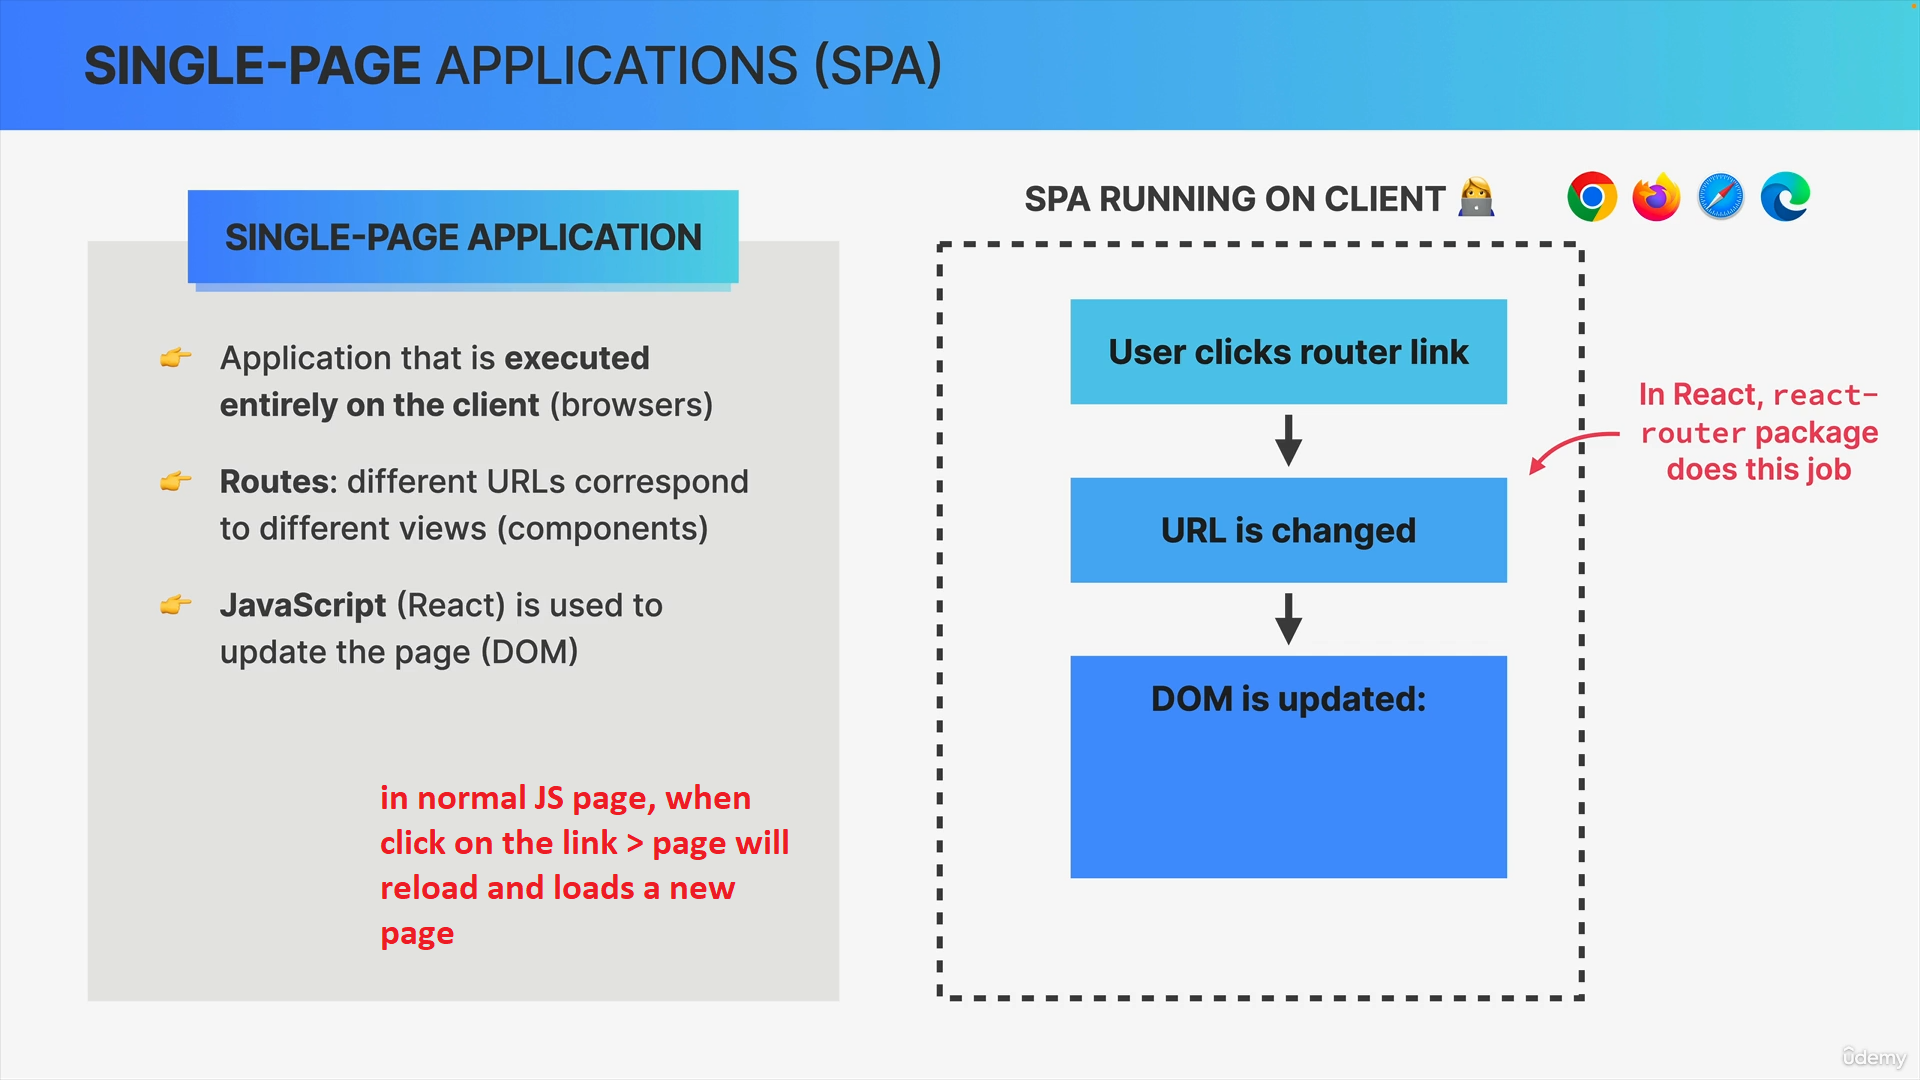 SINGLE-PAGE APPLICATIONS (SPA)
SINGLE-PAGE APPLICATION
Application that is executed
entirely on the client (browsers)
Routes: different URLs correspond
to different views (components)
JavaScript (React) is used to
update the page (DOM)
in normal JS page, when
click on the link > page will
reload and loads a new
page
SPA RUNNING ON CLIENT
User clicks router link
URL is changed
DOM is updated:
In React, react-
router package
does this job
ûdemy